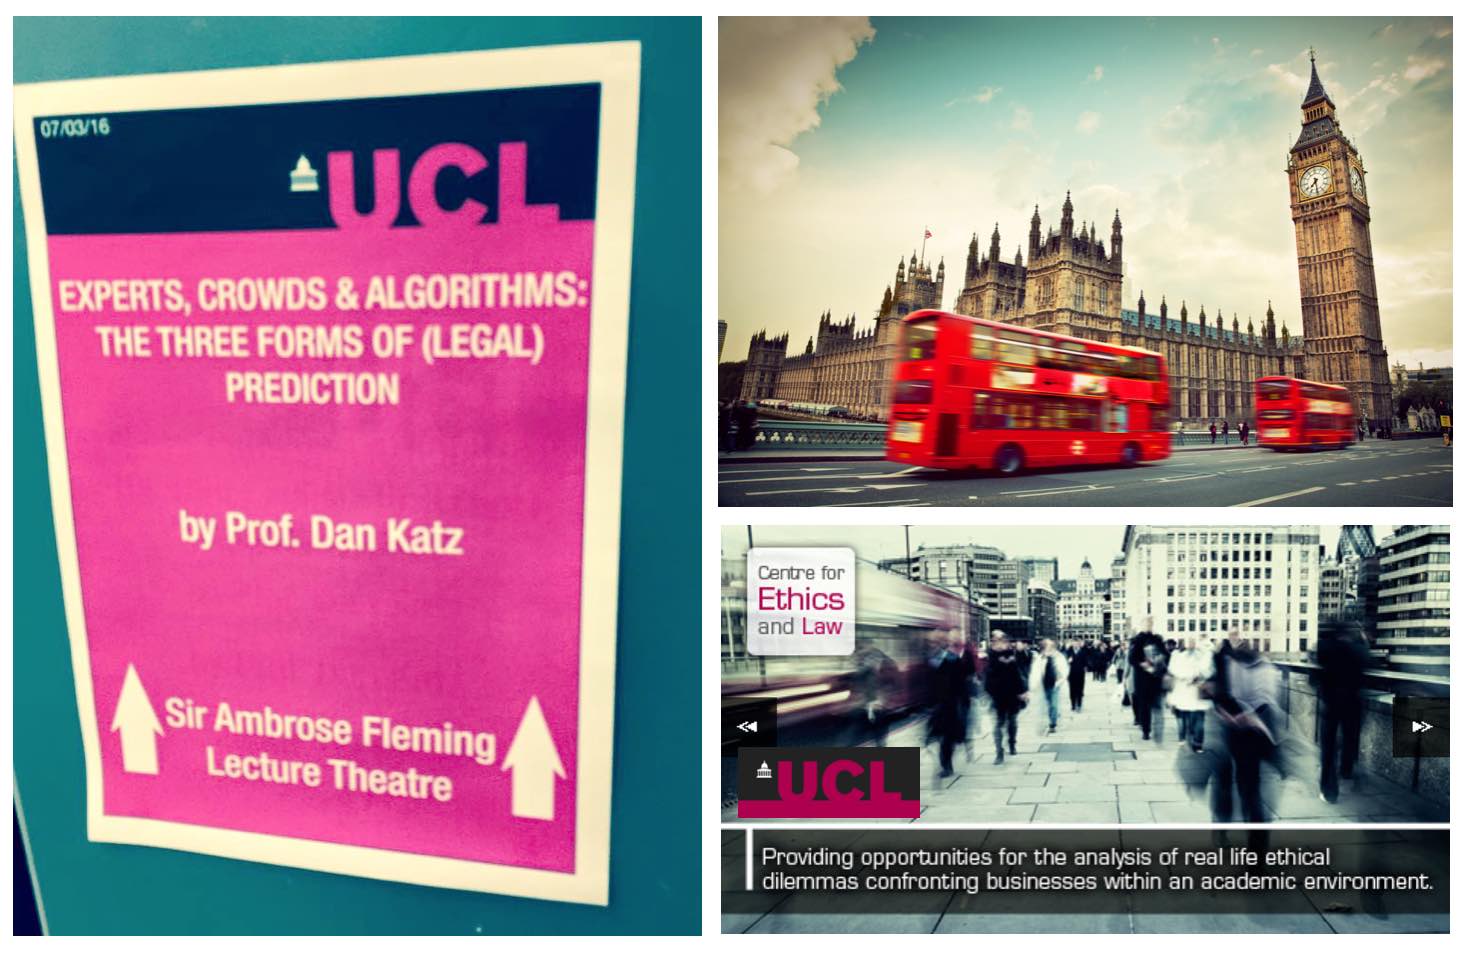 07/03/16
UCL
EXPERTS, CROWDS & ALGORITHMS:
THE THREE FORMS OF (LEGAL)
PREDICTION
by Prof. Dan Katz
Sir Ambrose Fleming
Lecture Theatre
Centre for
Ethics
and Law
UCL
Providing opportunities for the analysis of real life ethical
dilemmas confronting businesses within an academic environment.